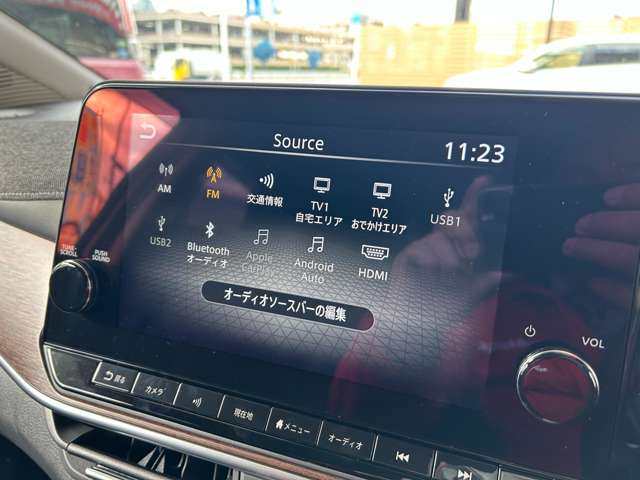 Source
11:23
AM
FM
交通情報
TV1
自宅エリア
TV2
おでかけエリア
USB1
USB2
Bluetooth
オーディオ
Apple
CarPlay
Android
Auto
HDMI
オーディオソースバーの編集
TUNE・
SCROLL
PUSH
SOUND
VOL
戻る
カメラ
現在地
メニュー
オーディオ